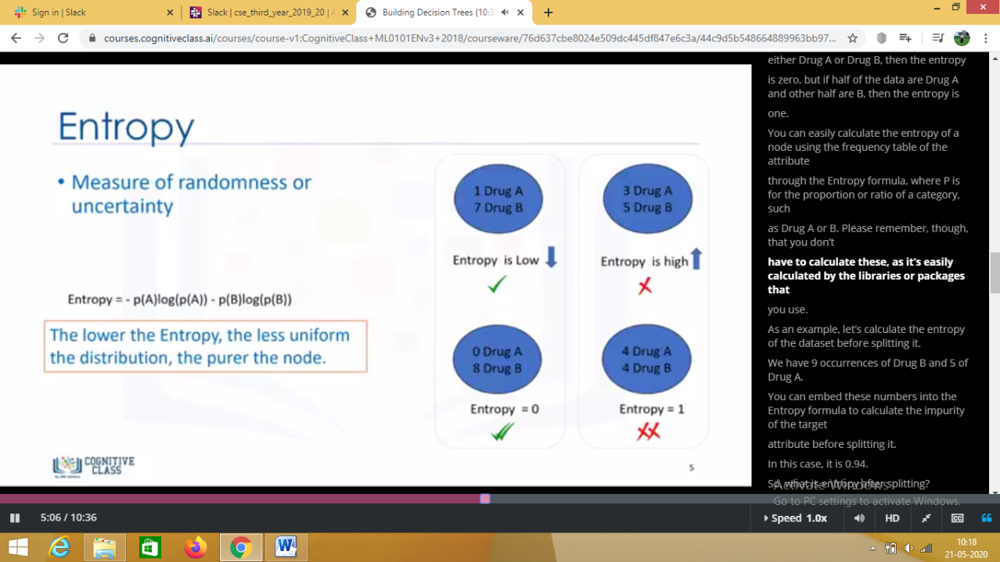 Sign in | Slack
Slack | cse_third_year_2019_20 |
Building Decision Trees (10:3
courses.cognitiveclass.ai/courses/course-v1:CognitiveClass+ML0101ENv3+2018/courseware/76d637cbe8024e509dc445df847e6c3a/44c9d5b548664889963bb97...
Entropy
• Measure of randomness or
uncertainty
Entropy = - p(A)log(p(A)) - p(B)log(p(B))
The lower the Entropy, the less uniform
the distribution, the purer the node.
1 Drug A
7 Drug B
Entropy is Low
3 Drug A
5 Drug B
Entropy is high
0 Drug A
8 Drug B
Entropy = 0
4 Drug A
4 Drug B
Entropy = 1
COGNITIVE
CLASS
5
either Drug A or Drug B, then the entropy
is zero, but if half of the data are Drug A
and other half are B, then the entropy is
one.
You can easily calculate the entropy of a
node using the frequency table of the
attribute
through the Entropy formula, where P is
for the proportion or ratio of a category,
such
as Drug A or B. Please remember, though,
that you don't
have to calculate these, as it's easily
calculated by the libraries or packages
that
you use.
As an example, let's calculate the entropy
of the dataset before splitting it.
We have 9 occurrences of Drug B and 5 of
Drug A.
You can embed these numbers into the
Entropy formula to calculate the impurity
of the target
attribute before splitting it.
In this case, it is 0.94.
So, what is entropy after splitting?
Activate Windows
Go to PC settings to activate Windows.
5:06 / 10:36
Speed 1.0x
HD
10:18
21-05-2020